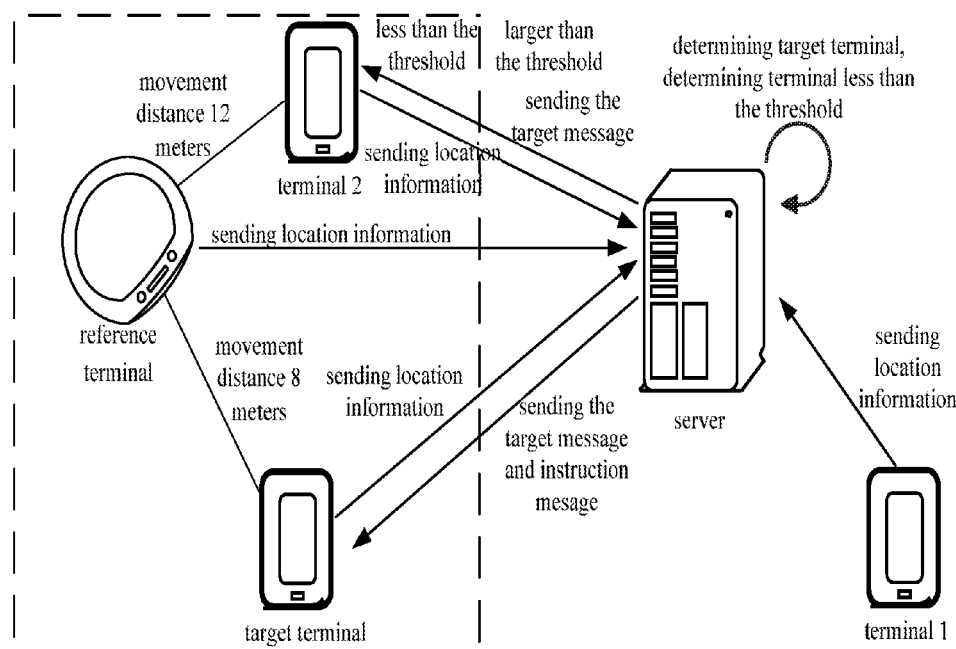 less than the
threshold
larger than
the threshold
determining target terminal,
determining terminal less than
the threshold
movement
distance 12
meters
sending the
target message
sending location
information
terminal 2
sending location information
reference
terminal
movement
distance 8
meters
sending location
information
sending the
target message
and instruction
mesage
server
sending
location
information
target terminal
terminal 1